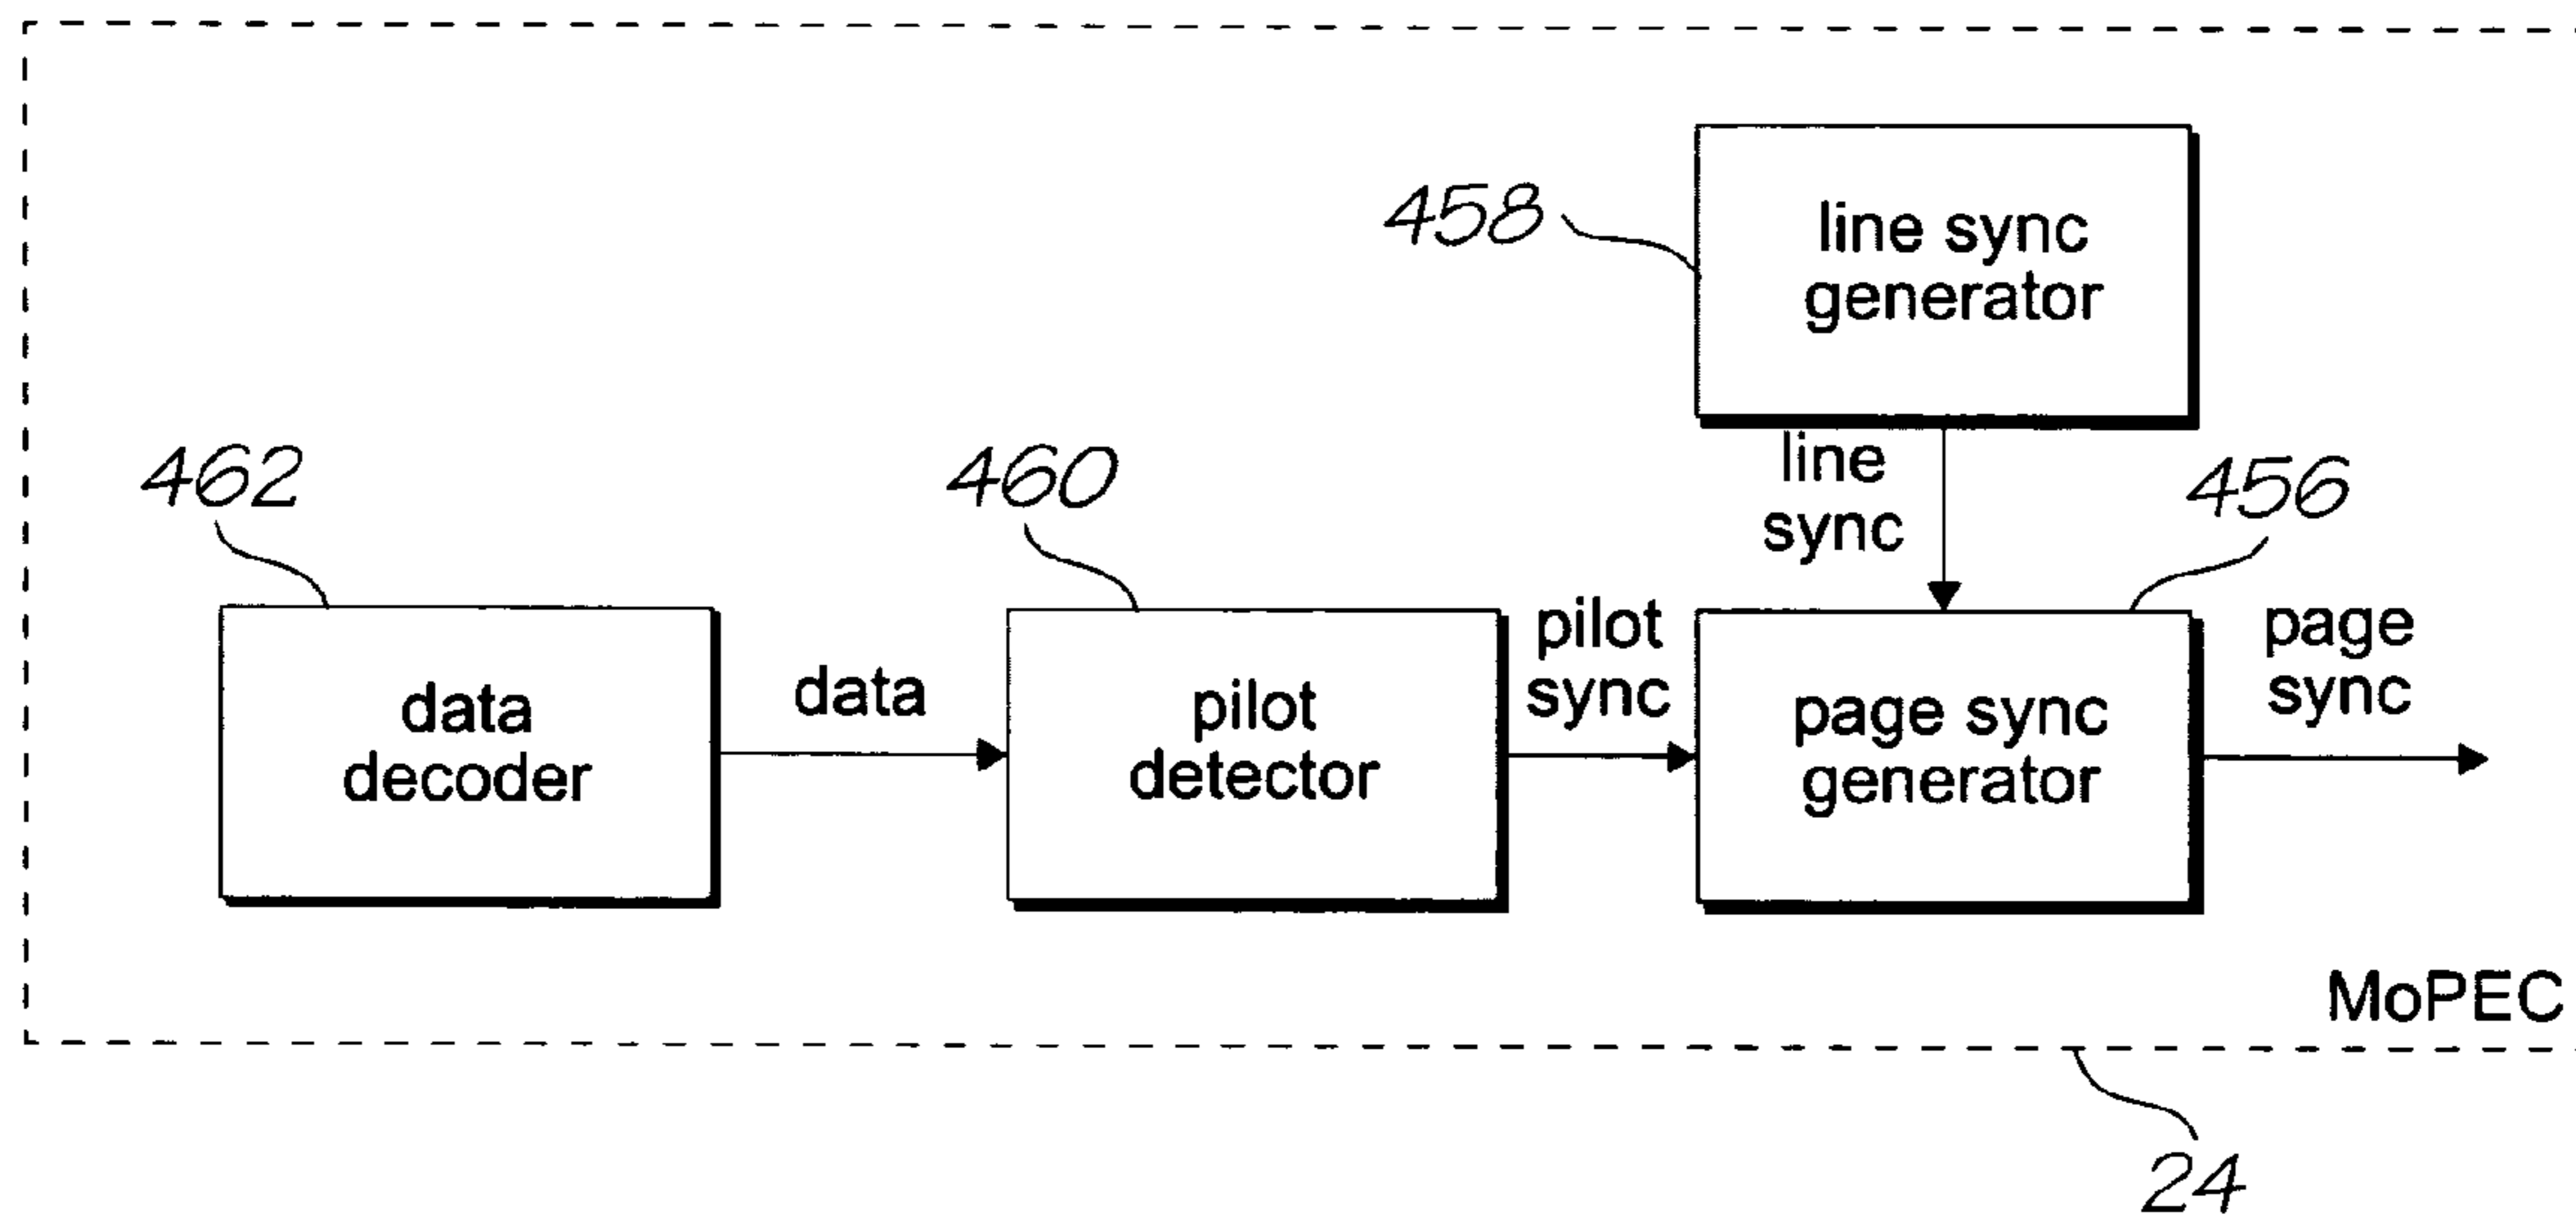 458
line sync
generator
line
sync
462
460
456
data
decoder
data
pilot
detector
pilot
sync
page sync
generator
page
sync
MoPEC
24